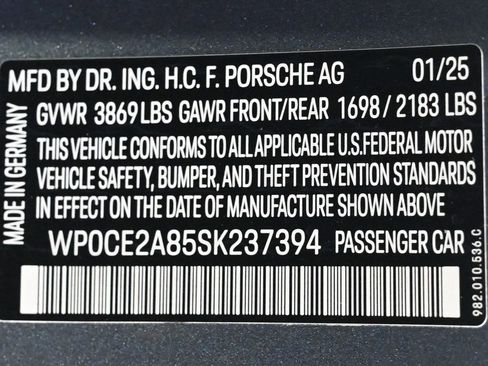 MFD BY DR. ING. H.C. F. PORSCHE AG 01/25
GVWR 3869 LBS GAWR FRONT/REAR 1698 / 2183 LBS
THIS VEHICLE CONFORMS TO ALL APPLICABLE U.S.FEDERAL MOTOR
VEHICLE SAFETY, BUMPER, AND THEFT PREVENTION STANDARDS
IN EFFECT ON THE DATE OF MANUFACTURE SHOWN ABOVE
WP0CE2A85SK237394 PASSENGER CAR
MADE IN GERMANY
982.010.536.C